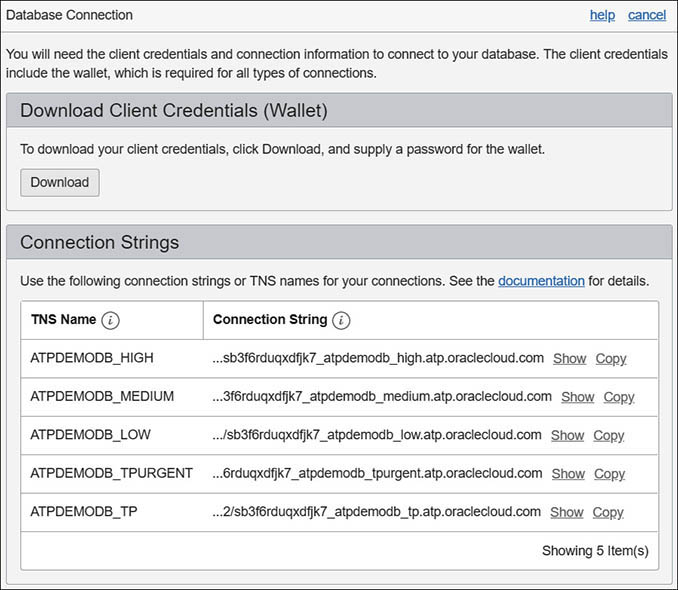 Database Connection help cancel
You will need the client credentials and connection information to connect to your database. The client credentials
include the wallet, which is required for all types of connections.
Download Client Credentials (Wallet)
To download your client credentials, click Download, and supply a password for the wallet.
Download
Connection Strings
Use the following connection strings or TNS names for your connections. See the documentation for details.
TNS Name i Connection String i
ATPDEMODB_HIGH ...sb3f6rduqxdfjk7_atpdemodb_high.atp.oraclecloud.com Show Copy
ATPDEMODB_MEDIUM ...3f6rduqxdfjk7_atpdemodb_medium.atp.oraclecloud.com Show Copy
ATPDEMODB_LOW .../sb3f6rduqxdfjk7_atpdemodb_low.atp.oraclecloud.com Show Copy
ATPDEMODB_TPURGENT ...6rduqxdfjk7_atpdemodb_tpurgent.atp.oraclecloud.com Show Copy
ATPDEMODB_TP ...2/sb3f6rduqxdfjk7_atpdemodb_tp.atp.oraclecloud.com Show Copy
Showing 5 Item(s)